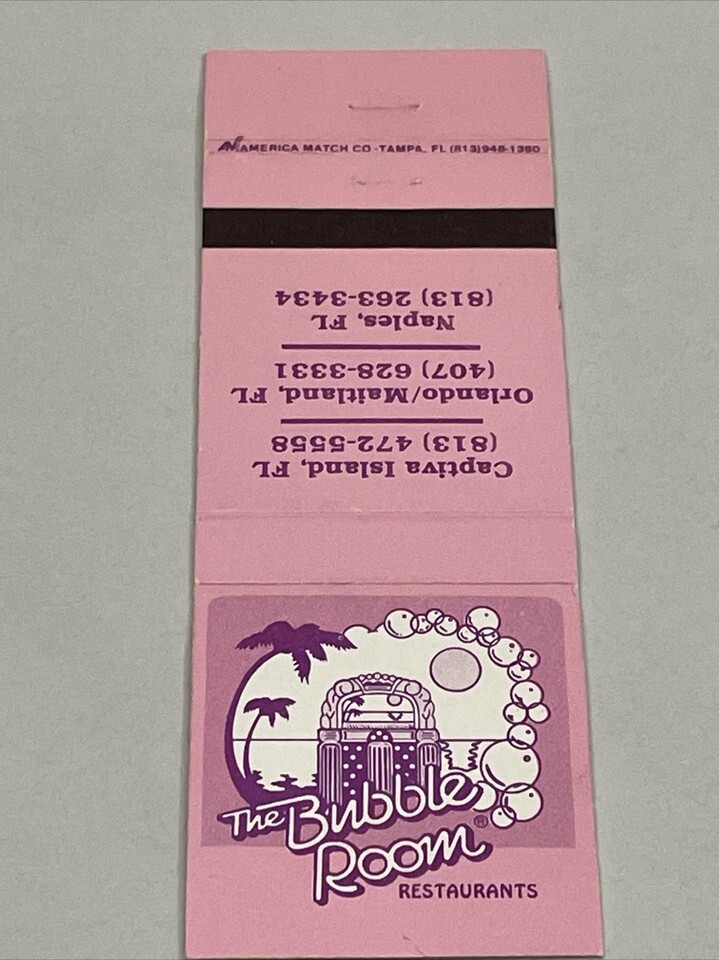 AMERICA MATCH CO - TAMPA, FL (813)948-1380
Captiva Island, FL
(813) 472-5558
Orlando/Maitland, FL
(407) 628-3331
Naples, FL
(813) 263-3434
The Bubble
Room®
RESTAURANTS